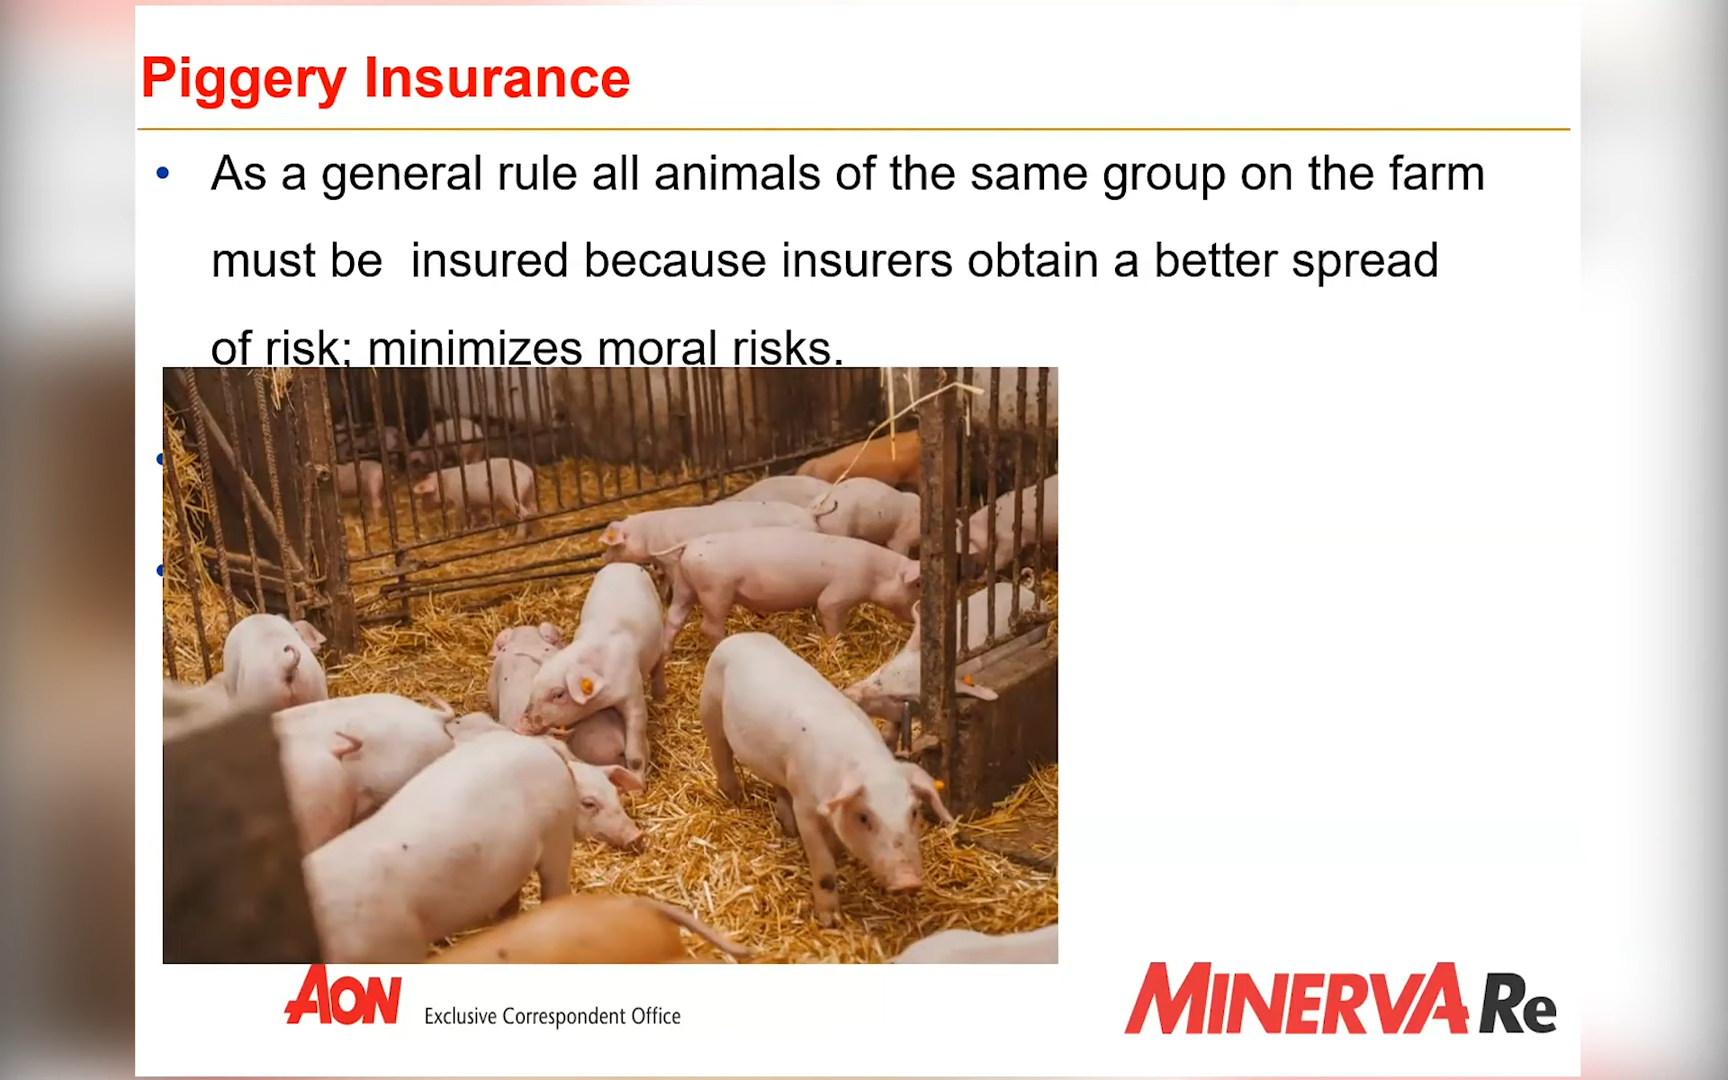 Piggery Insurance
• As a general rule all animals of the same group on the farm
must be  insured because insurers obtain a better spread
of risk; minimizes moral risks.
AON Exclusive Correspondent Office
MINERVA Re